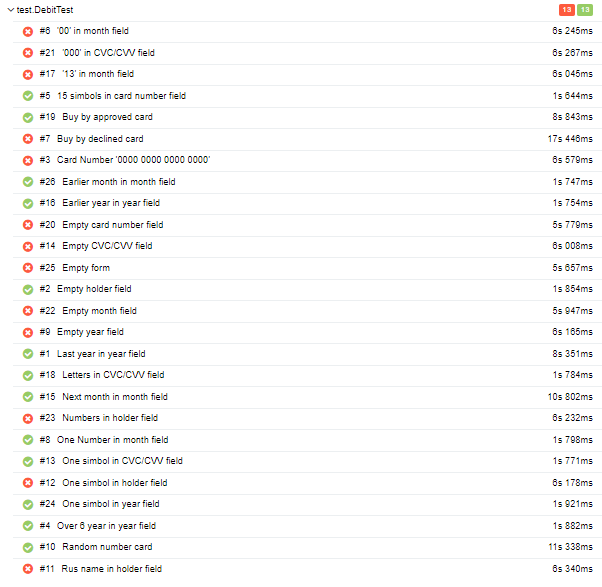 test.DebitTest 13 13
#6 '00' in month field 6s 245ms
#21 '000' in CVC/CVV field 6s 267ms
#17 '13' in month field 6s 045ms
#5 15 simbols in card number field 1s 644ms
#19 Buy by approved card 8s 843ms
#7 Buy by declined card 17s 446ms
#3 Card Number '0000 0000 0000 0000' 6s 579ms
#26 Earlier month in month field 1s 747ms
#16 Earlier year in year field 1s 754ms
#20 Empty card number field 5s 779ms
#14 Empty CVC/CVV field 6s 008ms
#25 Empty form 5s 657ms
#2 Empty holder field 1s 854ms
#22 Empty month field 5s 947ms
#9 Empty year field 6s 165ms
#1 Last year in year field 8s 351ms
#18 Letters in CVC/CVV field 1s 784ms
#15 Next month in month field 10s 802ms
#23 Numbers in holder field 6s 232ms
#8 One Number in month field 1s 798ms
#13 One simbol in CVC/CVV field 1s 771ms
#12 One simbol in holder field 6s 178ms
#24 One simbol in year field 1s 921ms
#4 Over 6 year in year field 1s 882ms
#10 Random number card 11s 338ms
#11 Rus name in holder field 6s 340ms